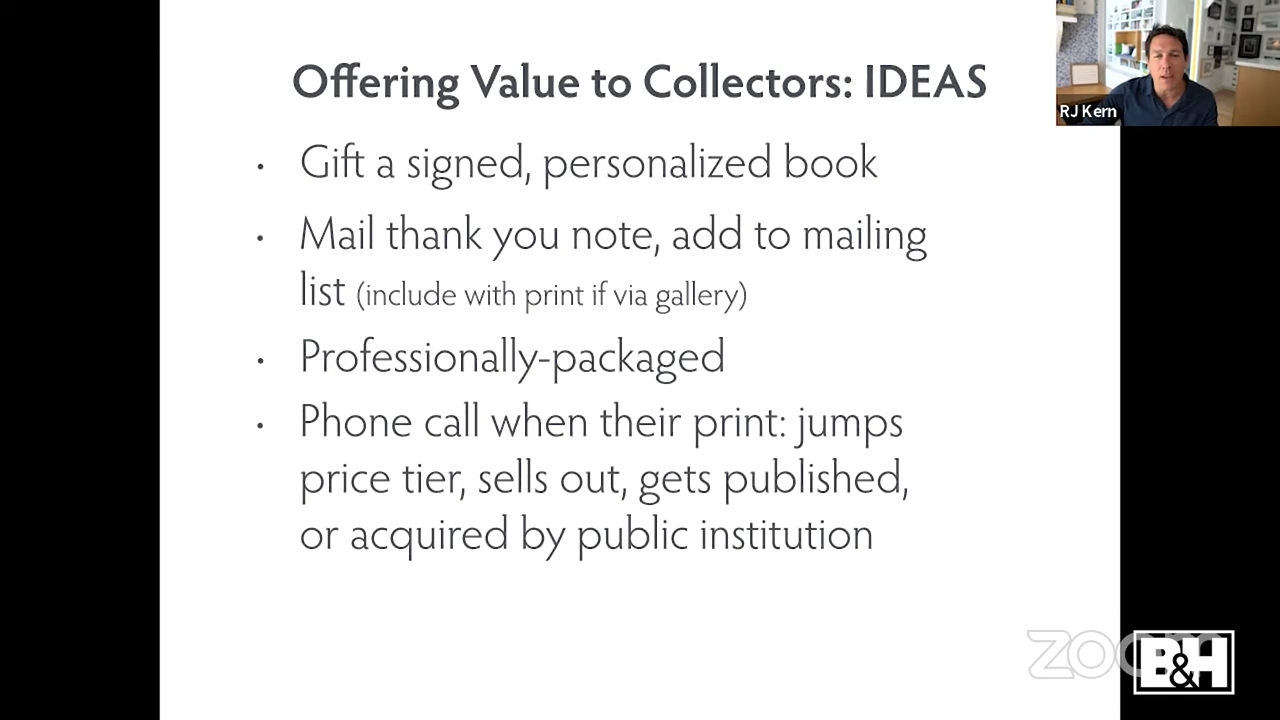 Offering Value to Collectors: IDEAS
RJ Kern
• Gift a signed, personalized book
• Mail thank you note, add to mailing
list (include with print if via gallery)
• Professionally-packaged
• Phone call when their print: jumps
price tier, sells out, gets published,
or acquired by public institution
zoom
B&H